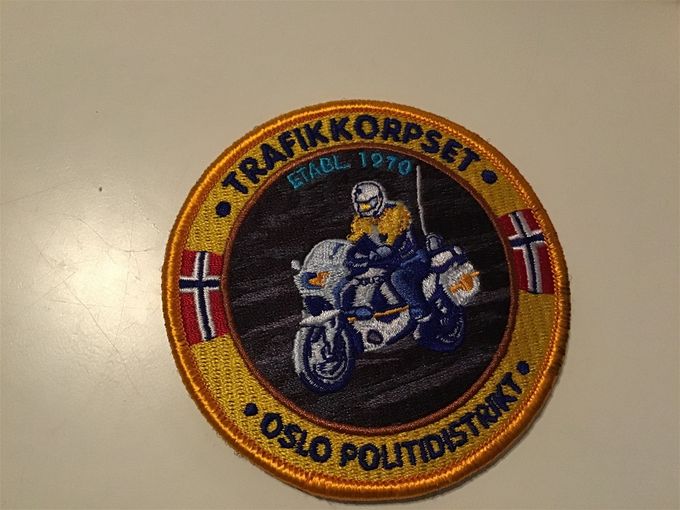 TRAFIKKORPSET
ETABL. 1970
OSLO POLITIDISTRIKT